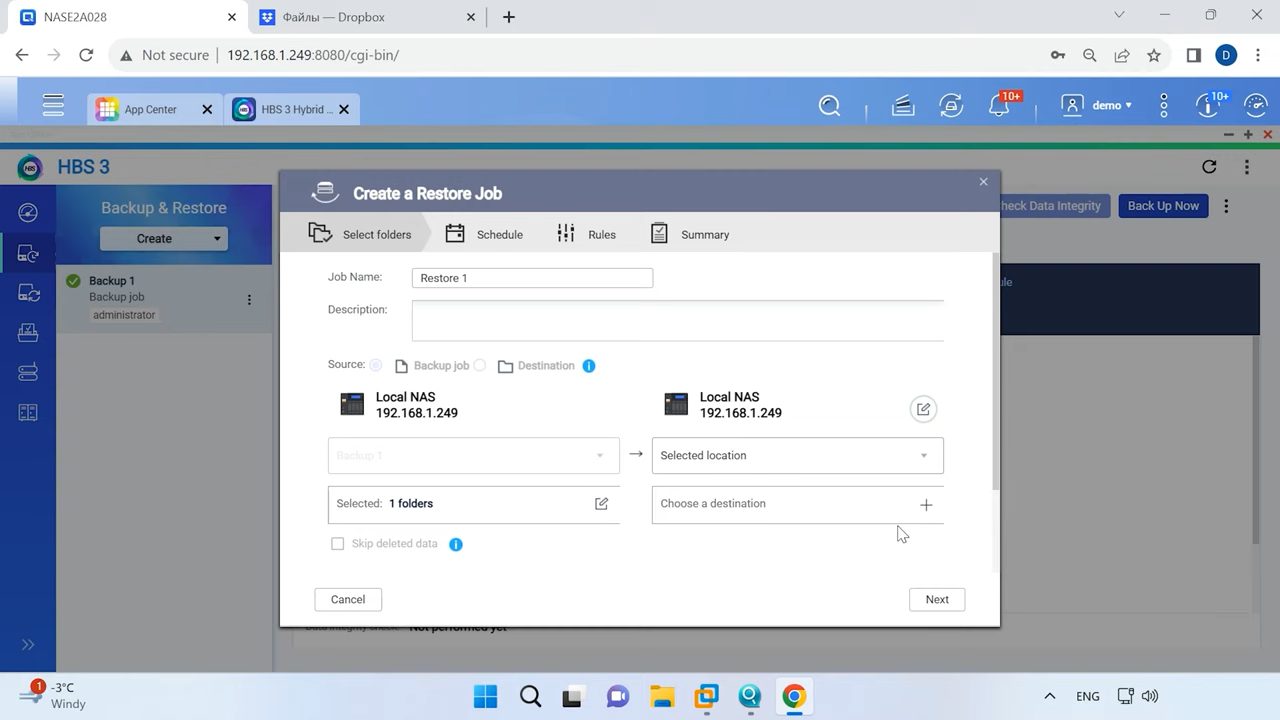 NASE2A028
Файлы – Dropbox
Not secure
192.168.1.249:8080/cgi-bin/
D
App Center
HBS 3 Hybrid ...
10+
demo
10+
HBS 3
Backup & Restore
Create
Backup 1
Backup job
administrator
Check Data Integrity
Back Up Now
Create a Restore Job
Select folders
Schedule
Rules
Summary
Job Name:
Restore 1
Description:
Source:
Backup job
Destination
Local NAS
192.168.1.249
Local NAS
192.168.1.249
Backup 1
Selected location
Selected: 1 folders
Choose a destination
Skip deleted data
Cancel
Next
Not performed yet
1
-3°C
Windy
ENG